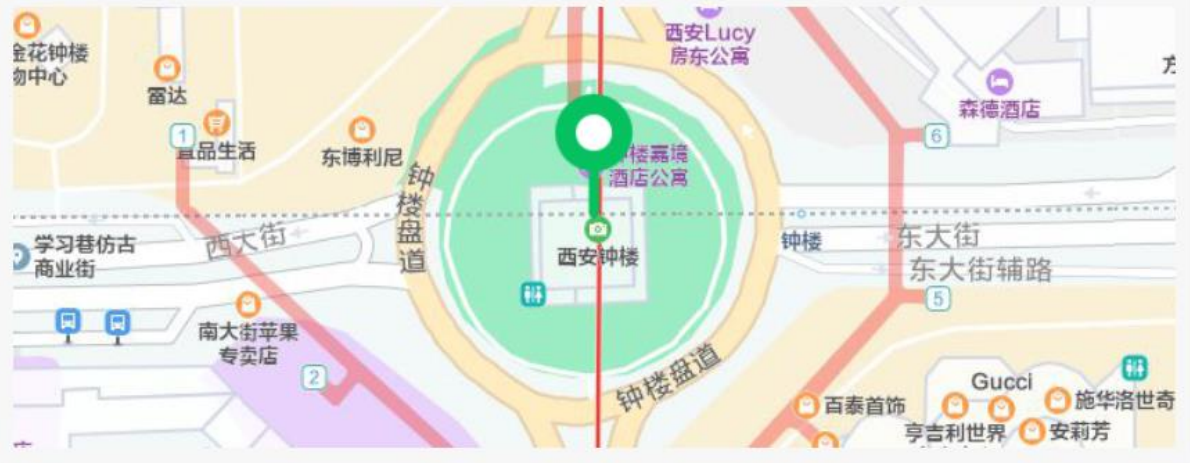 金花钟楼
物中心
富达
1
宜品生活
东博利尼
西安Lucy
房东公寓
森德酒店
6
钟楼嘉境
酒店公寓
钟楼盘道
学习巷仿古
商业街
西大街
西安钟楼
钟楼
东大街
东大街辅路
5
南大街苹果
专卖店
2
钟楼盘道
Gucci
百泰首饰
施华洛世奇
亨吉利世界
安莉芳